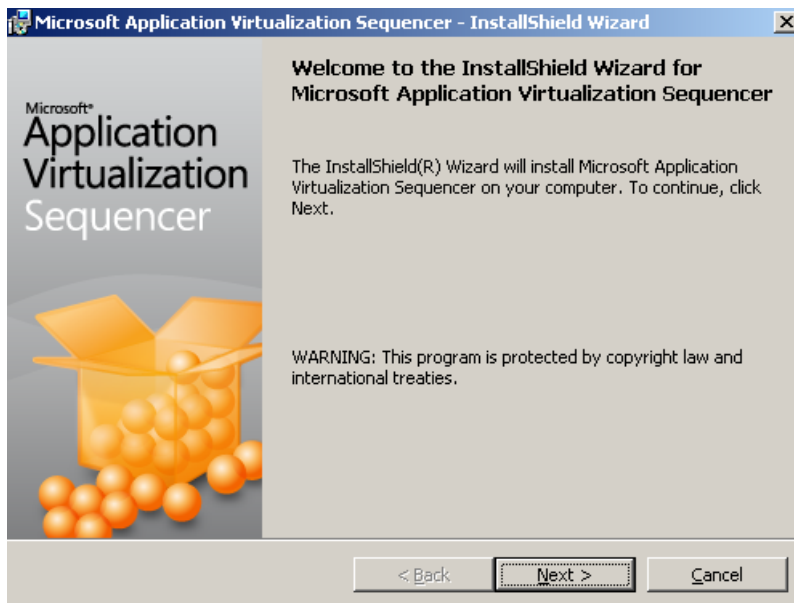 Microsoft Application Virtualization Sequencer - InstallShield Wizard
Microsoft®
Application
Virtualization
Sequencer
Welcome to the InstallShield Wizard for
Microsoft Application Virtualization Sequencer
The InstallShield(R) Wizard will install Microsoft Application
Virtualization Sequencer on your computer. To continue, click
Next.
WARNING: This program is protected by copyright law and
international treaties.
< Back
Next >
Cancel